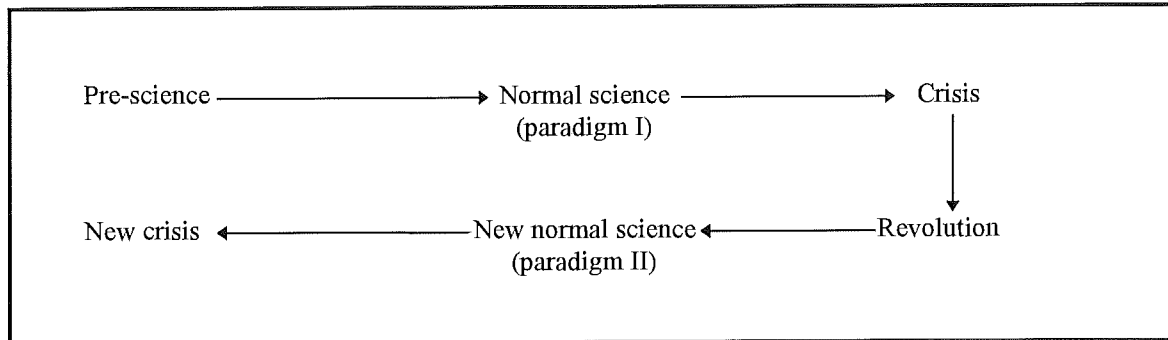 Pre-science
Normal science
(paradigm I)
Crisis
Revolution
New normal science
(paradigm II)
New crisis